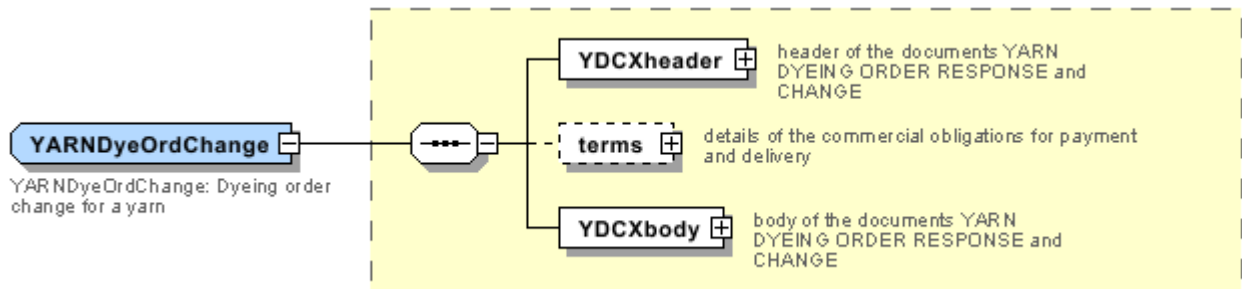 YDCXheader
header of the documents YARN
DYEING ORDER RESPONSE and
CHANGE
YARNDyeOrdChange
terms
details of the commercial obligations for payment
and delivery
YARNDyeOrdChange: Dyeing order
change for a yarn
YDCXbody
body of the documents YARN
DYEING ORDER RESPONSE and
CHANGE